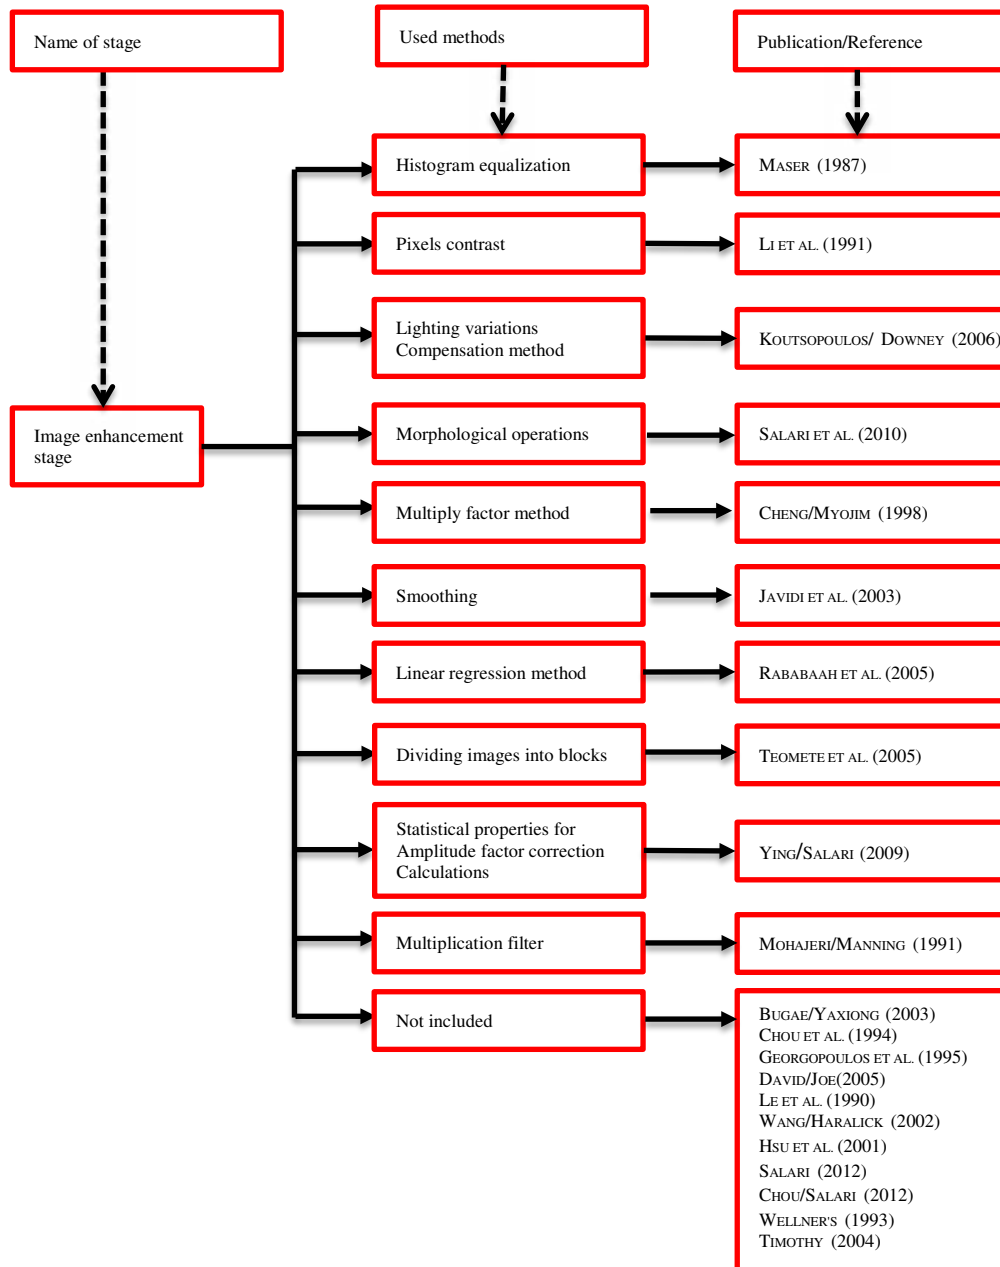 Name of stage
Used methods
Publication/Reference
Histogram equalization
MASER (1987)
Pixels contrast
LI ET AL. (1991)
Lighting variations
Compensation method
KOUTSOPOULOS/ DOWNEY (2006)
Image enhancement
stage
Morphological operations
SALARI ET AL. (2010)
Multiply factor method
CHENG/MYOJIM (1998)
Smoothing
JAVIDI ET AL. (2003)
Linear regression method
RABABAAH ET AL. (2005)
Dividing images into blocks
TEOMETE ET AL. (2005)
Statistical properties for
Amplitude factor correction
Calculations
YING/SALARI (2009)
Multiplication filter
MOHAJERI/MANNING (1991)
Not included
BUGAE/YAXIONG (2003)
CHOU ET AL. (1994)
GEORGOPOULOS ET AL. (1995)
DAVID/JOE(2005)
LE ET AL. (1990)
WANG/HARALICK (2002)
HSU ET AL. (2001)
SALARI (2012)
CHOU/SALARI (2012)
WELLNER'S (1993)
TIMOTHY (2004)